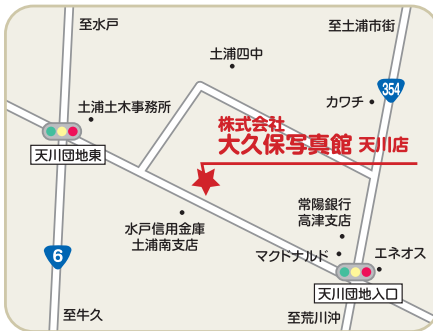 至水戸
至土浦市街
土浦四中
354
カワチ
土浦土木事務所
株式会社
大久保写真館 天川店
天川団地東
常陽銀行
高津支店
水戸信用金庫
土浦南支店
マクドナルド
エネオス
6
天川団地入口
至牛久
至荒川沖